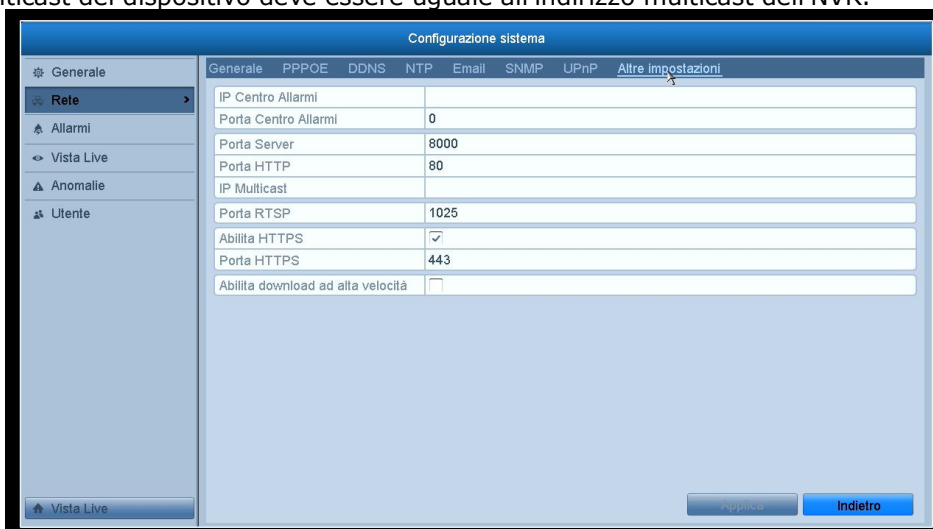 ticast del dispositivo deve essere uguale all'indirizzo multicast dell'NVR.
Configurazione sistema
Generale
Rete
Allarmi
Vista Live
Anomalie
Utente
Generale PPPOE DDNS NTP Email SNMP UPnP Altre impostazioni
IP Centro Allarmi
Porta Centro Allarmi 0
Porta Server 8000
Porta HTTP 80
IP Multicast
Porta RTSP 1025
Abilita HTTPS
Porta HTTPS 443
Abilita download ad alta velocità
Vista Live
Applica Indietro